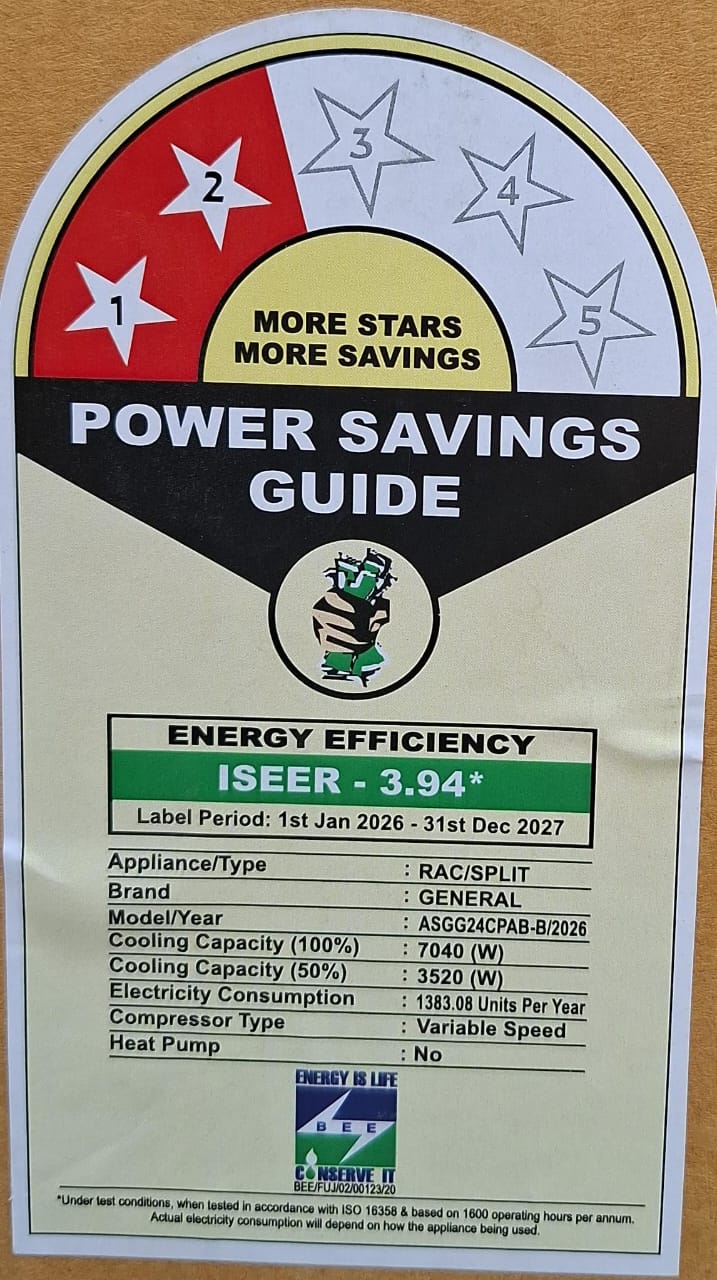 1
2
3
4
5
MORE STARS
MORE SAVINGS
POWER SAVINGS
GUIDE
ENERGY EFFICIENCY
ISEER - 3.94*
Label Period: 1st Jan 2026 - 31st Dec 2027
Appliance/Type : RAC/SPLIT
Brand : GENERAL
Model/Year : ASGG24CPAB-B/2026
Cooling Capacity (100%) : 7040 (W)
Cooling Capacity (50%) : 3520 (W)
Electricity Consumption : 1383.08 Units Per Year
Compressor Type : Variable Speed
Heat Pump : No
ENERGY IS LIFE
BEE
CONSERVE IT
BEE/FUJ/02/00123/20
*Under test conditions, when tested in accordance with ISO 16358 & based on 1600 operating hours per annum.
Actual electricity consumption will depend on how the appliance being used.